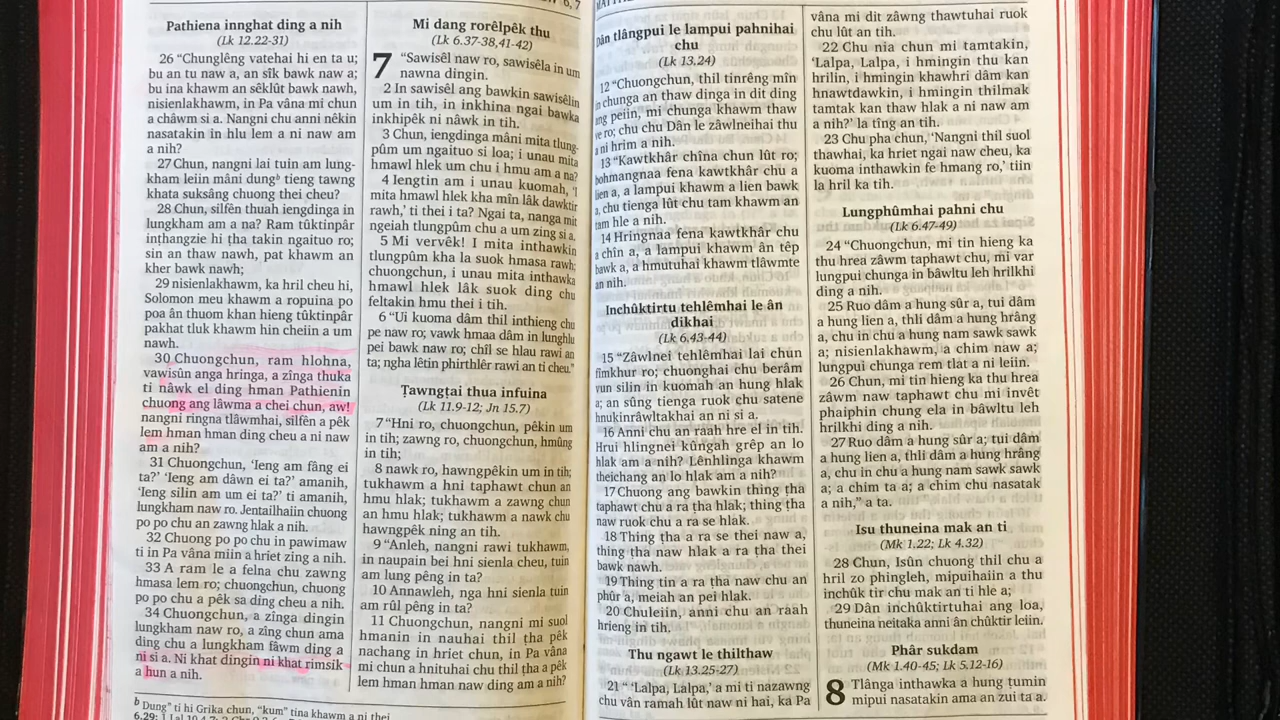 6, 7
Pathiena innghat ding a nih
(Lk 12.22-31)
26 “Chunglêng vatehai hi en ta u;
bu an tu naw a, an sîk bawk naw a;
bu ina khawm an sêklût bawk nawh,
nisienlakhawm, in Pa vâna mi chun
a châwm si a. Nangni chu anni nêkin
nasatakin in hlu lem a ni naw am
a nih?
27 Chun, nangni lai tuin am lung-
kham leiin mâni dungᵇ tieng tawng
khata suksâng chuong thei cheu?
28 Chun, silfên thuah iengdinga in
lungkham am a na? Ram tûktinpâr
inṭhangzie hi ṭha takin ngaituo ro;
sin an thaw nawh, pat khawm an
kher bawk nawh;
29 nisienlakhawm, ka hril cheu hi,
Solomon meu khawm a ropuina po
poa ân thuom khan hieng tûktinpâr
pakhat tluk khawm hin cheiin a um
nawh.
30 Chuongchun, ram hlohna,
vawisûn anga hringa, a zînga thuka
ti nâwk el ding hman Pathienin
chuong ang lâwma a chei chun, aw!
nangni ringna tlâwmhai, silfên a pêk
lem hman hman ding cheu a ni naw
am a nih?
31 Chuongchun, ‘Ieng am fâng ei
ta?’ ‘Ieng am dâwn ei ta?’ amanih,
‘Ieng silin am um ei ta?’ ti amanih,
lungkham naw ro. Jentailhaiin chuong
po po chu an zawng hlak a nih.
32 Chuong po po chu in pawimaw
ti in Pa vâna miin a hriet zing a nih.
33 A ram le a felna chu zawng
hmasa lem ro; chuongchun, chuong
po po chu a pêk sa ding cheu a nih.
34 Chuongchun, a zînga dingin
lungkham naw ro, a zîng chun ama
ding chu a lungkham fâwm ding a
ni si a. Ni khat dingin ni khat rimsik
a hun a nih.
ᵇ Dung” ti hi Grika chun, “kum” tina khawm a ni thei.
6.29:
Mi dang rorêlpêk thu
(Lk 6.37-38,41-42)
7 “Sawisêl naw ro, sawisêla in um
nawna dingin.
2 In sawisêl ang bawkin sawisêlin
um in tih, in inkhina ngai bawka
inkhipêk ni nâwk in tih.
3 Chun, iengdinga mâni mita tlung-
pûm um ngaituo si loa; i unau mita
hmawl hlek um chu i hmu am a na?
4 Iengtin am i unau kuomah, ‘I
mita hmawl hlek kha mîn lâk dawktir
rawh,’ ti thei i ta? Ngai ta, nanga mit
ngeiah tlungpûm chu a um zing si a.
5 Mi vervêk! I mita inthawkin
tlungpûm kha la suok hmasa rawh;
chuongchun, i unau mita inthawka
hmawl hlek lâk suok ding chu
feltakin hmu thei i tih.
6 “Ui kuoma dâm thil inthieng chu
pe naw ro; vawk hmaa dâm in lunghlu
pei bawk naw ro; chîl se hlau rawi an
ta; ngha lêtin phirthlêr rawi an ti cheu.”
Ṭawngṭai thua infuina
(Lk 11.9-12; Jn 15.7)
7 “Hni ro, chuongchun, pêkin um
in tih; zawng ro, chuongchun, hmûng
in tih;
8 nawk ro, hawngpêkin um in tih;
tukhawm a hni taphawt chun an
hmu hlak; tukhawm a zawng chun
an hmu hlak; tukhawm a nawk chu
hawngpêk ning an tih.
9 “Anleh, nangni rawi tukhawm,
in naupain bei hni sienla cheu, tuin
am lung pêng in ta?
10 Annawleh, nga hni sienla tuin
am rûl pêng in ta?
11 Chuongchun, nangni mi suol
hmanin in nauhai thil ṭha pêk
nachang in hriet chun, in Pa vâna
mi chun a hnituhai chu thil ṭha a pêk
lem hman hman naw ding am a nih?
Dân tlângpui le lampui pahnihai
chu
(Lk 13.24)
12 “Chuongchun, thil tinrêng mîn
chunga an thaw dinga in dit ding
ang peiin, mi chunga khawm thaw
ve ro; chu chu Dân le zâwlneihai thu
a ni hrim a nih.
13 “Kawtkhâr chîna chun lût ro;
bohmangnaa fena kawtkhâr chu a
lien a, a lampui khawm a lien bawk
a, chu tienga lût chu tam khawm an
tam hle a nih.
14 Hringnaa fena kawtkhâr chu
a chîn a, a lampui khawm ân têp
bawk a, a hmutuhai khawm tlâwmte
an nih.
Inchûktirtu tehlêmhai le ân
dikhai
(Lk 6.43-44)
15 “Zâwlnei tehlêmhai lai chun
fîmkhur ro; chuonghai chu berâm
vun silin in kuomah an hung hlak
a; an sûng tienga ruok chu satene
hnukinrâwltakhai an ni si a.
16 Anni chu an raah hre el in tih.
Hrui hlingnei kûngah grêp an lo
hlak am a nih? Lênhlinga khawm
theichang an lo hlak am a nih?
17 Chuong ang bawkin thing ṭha
taphawt chu a ra ṭha hlak; thing ṭha
naw ruok chu a ra se hlak.
18 Thing ṭha a ra se thei naw a,
thing ṭha naw hlak a ra ṭha thei
bawk nawh.
19 Thing tin a ra ṭha naw chu an
phûr a, meiah an pei hlak.
20 Chuleiin, anni chu an raah
hrieng in tih.
Thu ngawt le thilthaw
(Lk 13.25-27)
21 “ ‘Lalpa, Lalpa,’ a mi ti nazawng
chu vân ramah lût naw ni hai, ka Pa
vâna mi dit zâwng thawtuhai ruok
chu lût an tih.
22 Chu nia chun mi tamtakin,
‘Lalpa, Lalpa, i hmingin thu kan
hrilin, i hmingin khawhri dâm kan
hnawtdawkin, i hmingin thilmak
tamtak kan thaw hlak a ni naw am
a nih?’ la tîng an tih.
23 Chu pha chun, ‘Nangni thil suol
thawhai, ka hriet ngai naw cheu, ka
kuoma inthawkin fe hmang ro,’ tiin
la hril ka tih.
Lungphûmhai pahni chu
(Lk 6.47-49)
24 “Chuongchun, mi tin hieng ka
thu hrea zâwm taphawt chu, mi var
lungpui chunga in bâwltu leh hrilkhi
ding a nih.
25 Ruo dâm a hung sûr a, tui dâm
a hung lien a, thli dâm a hung hrâng
a, chu in chu a hung nam sawk sawk
a; nisienlakhawm, a chim naw a;
lungpui chunga rem tlat a ni leiin.
26 Chun, mi tin hieng ka thu hrea
zâwm naw taphawt chu mi invêt
phaiphin chung ela in bâwltu leh
hrilkhi ding a nih.
27 Ruo dâm a hung sûr a; tui dâm
a hung lien a, thli dâm a hung hrâng
a, chu in chu a hung nam sawk sawk
a; a chim ta a; a chim chu nasatak
a nih,” a ta.
Isu thuneina mak an ti
(Mk 1.22; Lk 4.32)
28 Chun, Isûn chuong thil chu a
hril zo phingleh, mipuihaiin a thu
inchûk tir chu mak an ti hle a;
29 Dân inchûktirtuhai ang loa,
thuneina neitaka anni ân chûktir leiin.
Phâr sukdam
(Mk 1.40-45; Lk 5.12-16)
8 Tlânga inthawka a hung ṭumin
mipui nasatakin ama an zui ta a.